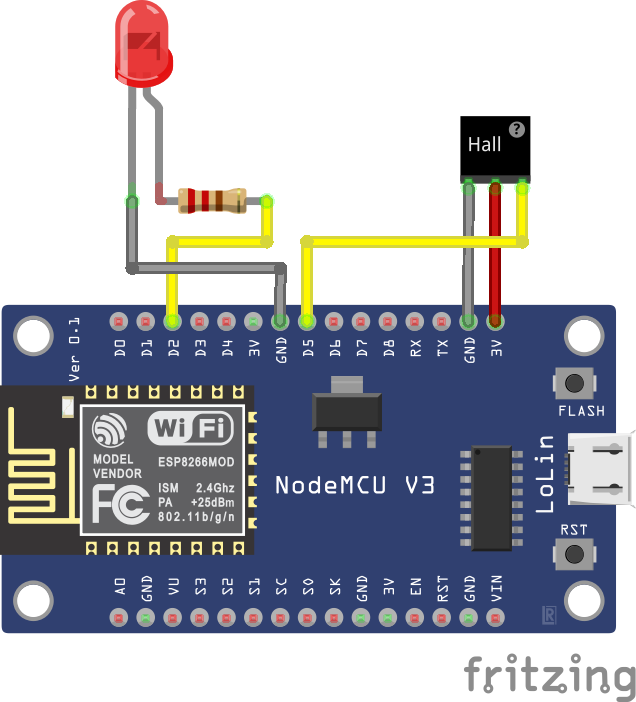 ?
Hall
Ver 0.1
D0
D1
D2
D3
D4
3V
GND
D5
D6
D7
D8
RX
TX
GND
3V
FLASH
Wi Fi
MODEL
VENDOR
ESP8266MOD
FC
ISM 2.4Ghz
PA +25dBm
802.11b/g/n
NodeMCU V3
LoLin
RST
A0
GND
VU
S3
S2
S1
SC
S0
SK
GND
3V
EN
RST
GND
VIN
R
fritzing